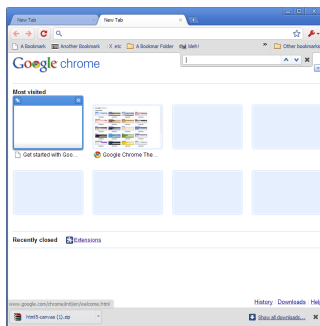 New Tab
New Tab
A Bookmark
Another Bookmark
X etc
A Bookmar Folder
Meh!
Other bookmarks
Google chrome
Most visited
Get started with Goo...
Google Chrome The...
Recently closed
Extensions
www.google.com/chrome/intl/en/welcome.html
History
Downloads
Help
html5-canvas (1).zip
Show all downloads...